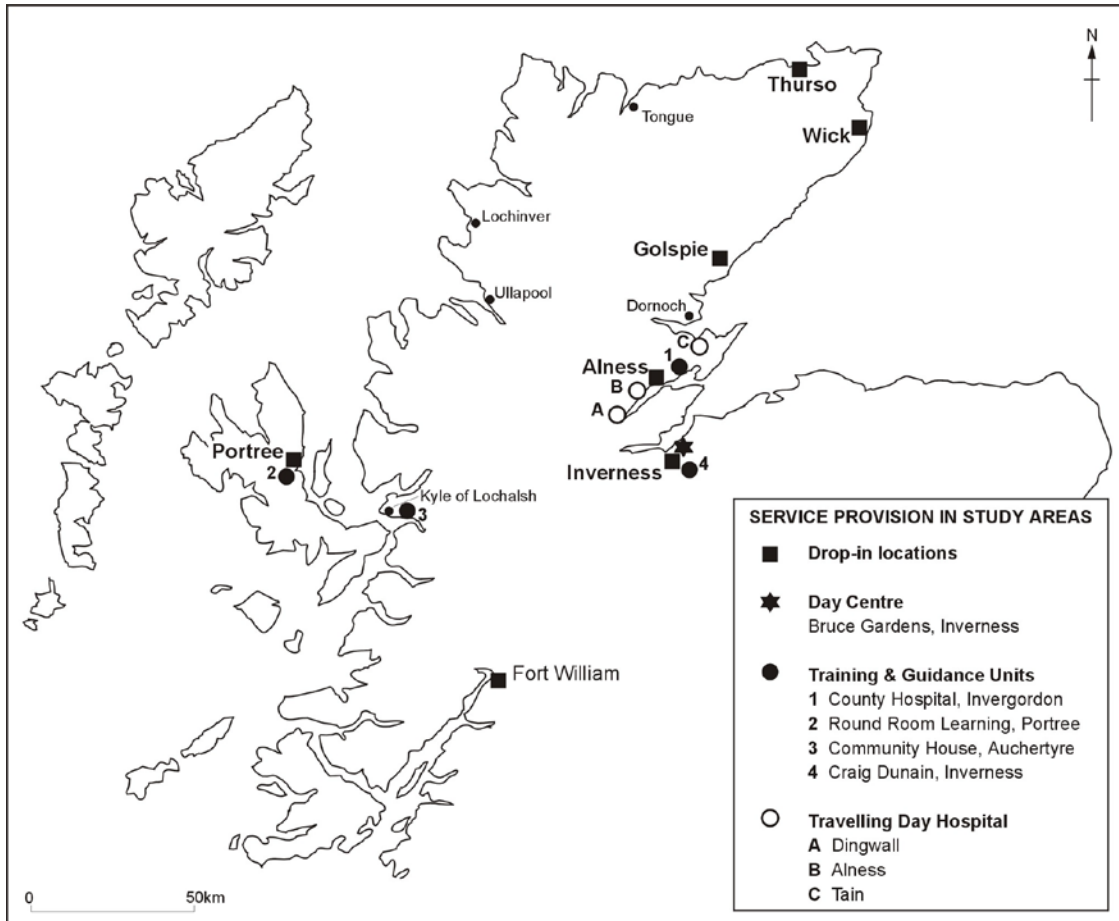 N
Thurso
Tongue
Wick
Lochinver
Golspie
Ullapool
Dornoch
C
1
Alness
B
A
Portree
2
Inverness
4
Kyle of Lochalsh
3
Fort William
0 50km
SERVICE PROVISION IN STUDY AREAS
Drop-in locations
Day Centre
Bruce Gardens, Inverness
Training & Guidance Units
1 County Hospital, Invergordon
2 Round Room Learning, Portree
3 Community House, Auchertyre
4 Craig Dunain, Inverness
Travelling Day Hospital
A Dingwall
B Alness
C Tain